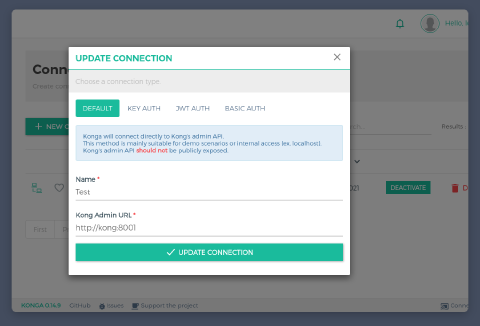 Hello,
Conn
NEW
Results
UPDATE CONNECTION
Choose a connection type
DEFAULT KEY AUTH JWT AUTH BASIC AUTH
Konga will connect directly to Kong's admin API.
This method is mainly suitable for demo scenarios or internal access (ex. localhost).
Kong's admin API should not be publicly exposed.
Name *
Test
Kong Admin URL *
http://kong:8001
UPDATE CONNECTION
DEACTIVATE
First
KONGA 0.14.9 GitHub Issues Support the project